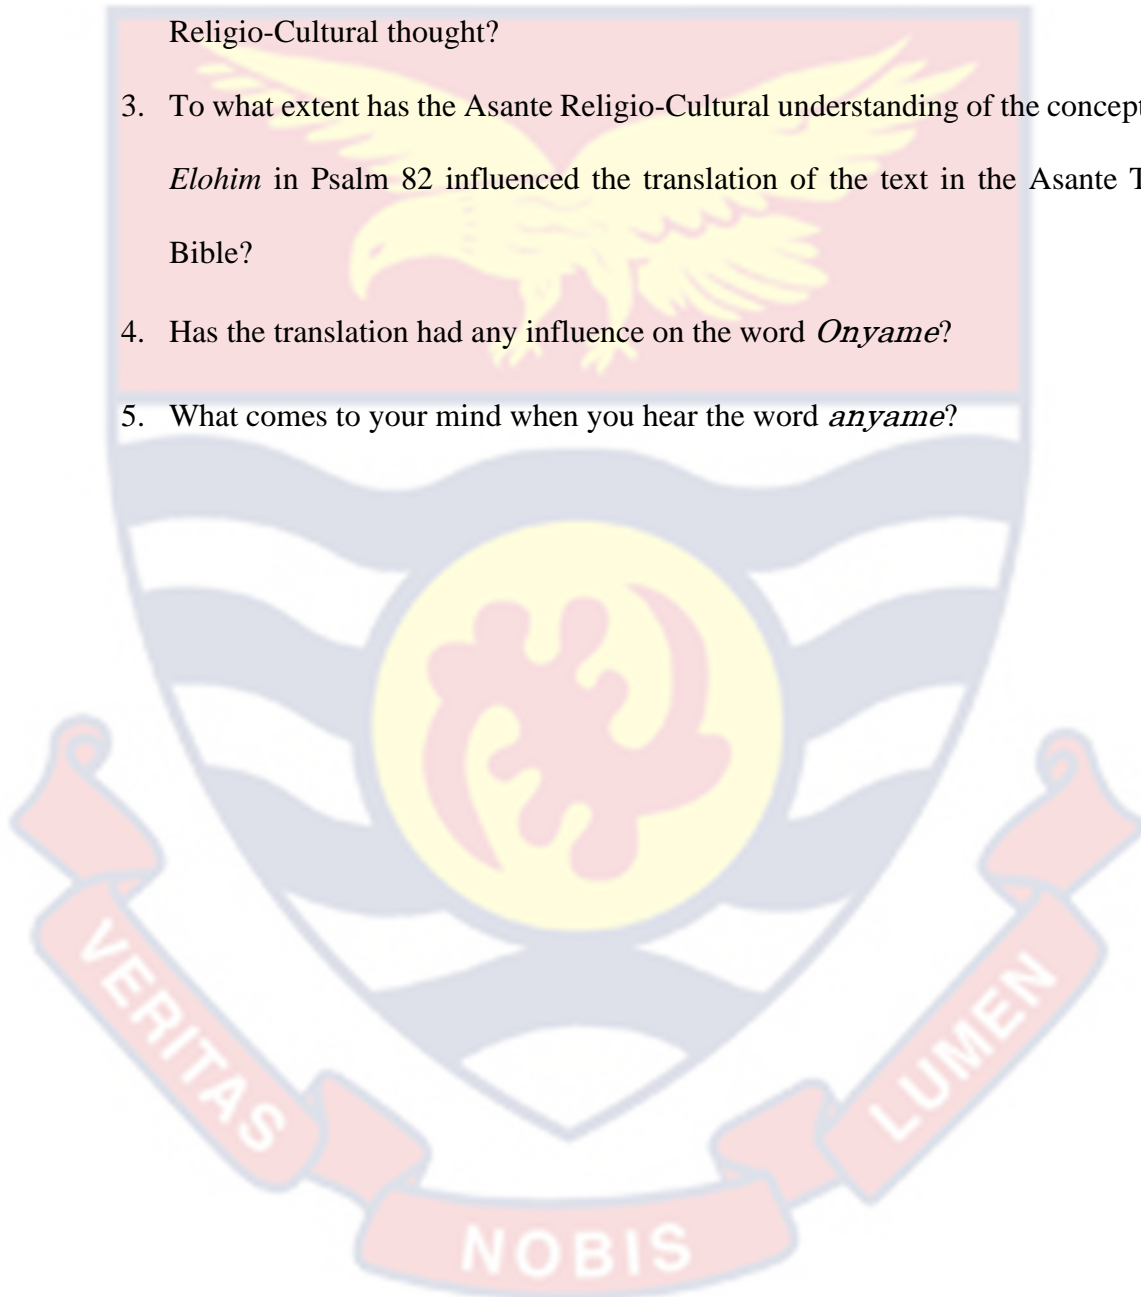 Religio-Cultural thought?
3. To what extent has the Asante Religio-Cultural understanding of the concept
Elohim in Psalm 82 influenced the translation of the text in the Asante T
Bible?
4. Has the translation had any influence on the word Onyame?
5. What comes to your mind when you hear the word anyame?
VERITAS
NOBIS
LUMEN